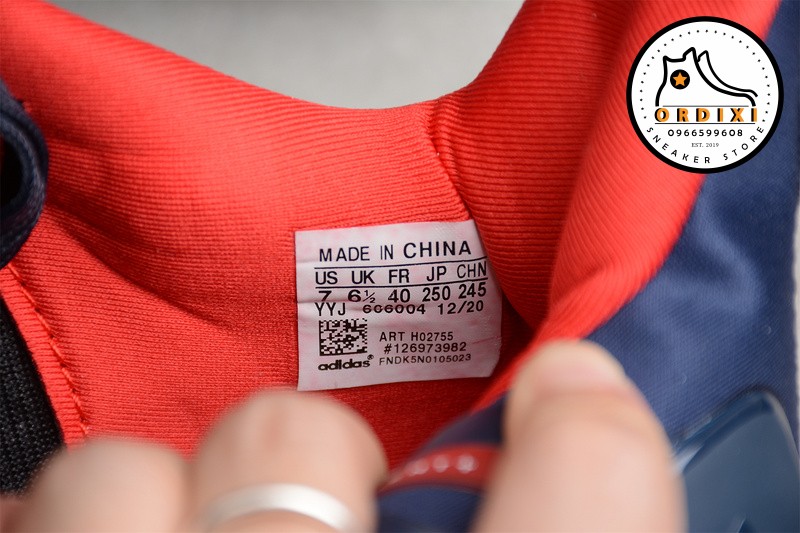 ORDIXI
0966599608
EST. 2019
SNEAKER STORE
MADE IN CHINA
US UK FR JP CHN
7 6½ 40 250 245
YYJ 666004 12/20
ART H02755
#126973982
adidas® FNDK5N0105023